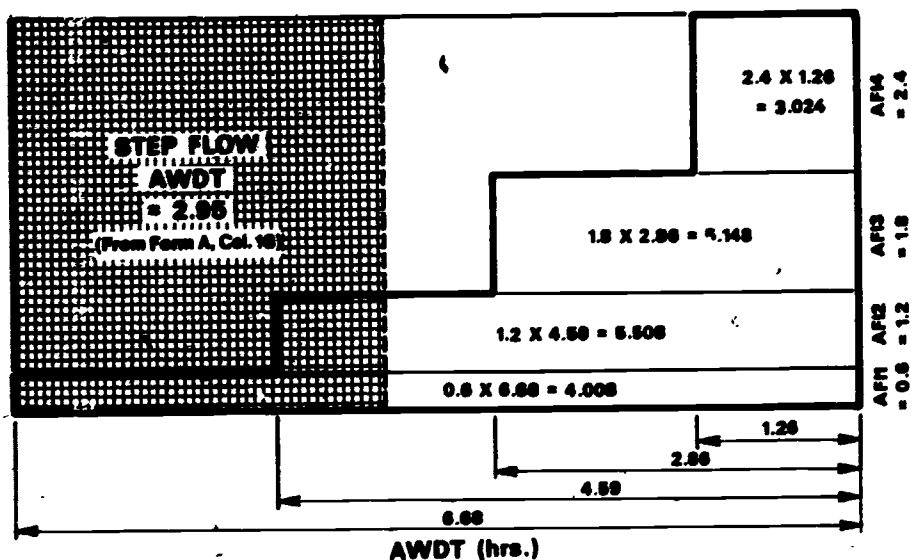 2.4 X 1.26
= 3.024
AFI4
= 2.4
STEP FLOW
AWDT
= 2.95
(From Form A, Col. 16)
1.8 X 2.86 = 5.148
AFI3
= 1.8
1.2 X 4.59 = 5.508
AFI2
= 1.2
0.6 X 6.68 = 4.008
AFI1
= 0.6
1.26
2.86
4.59
6.68
AWDT (hrs.)